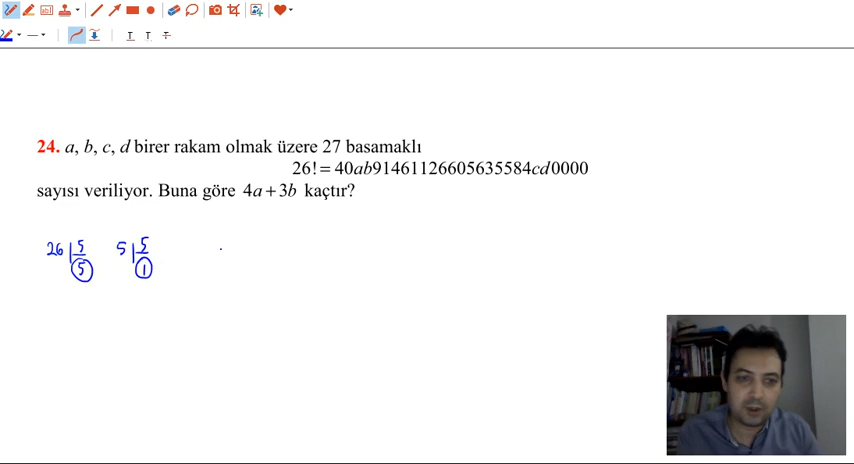 24. a, b, c, d birer rakam olmak üzere 27 basamaklı
26! = 40ab91461126605635584cd0000
sayısı veriliyor. Buna göre 4a + 3b kaçtır?
26 5 5 5
5 1